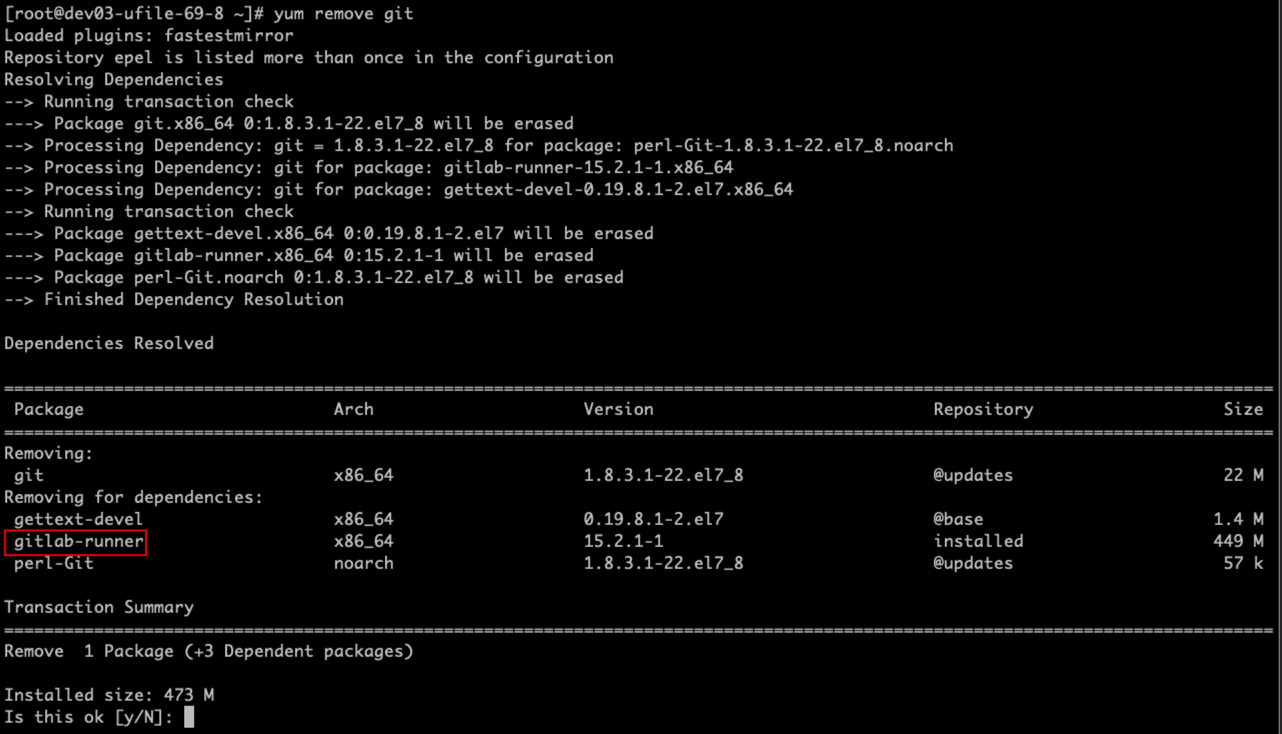 [root@dev03-ufile-69-8 ~]# yum remove git
Loaded plugins: fastestmirror
Repository epel is listed more than once in the configuration
Resolving Dependencies
--> Running transaction check
---> Package git.x86_64 0:1.8.3.1-22.el7_8 will be erased
--> Processing Dependency: git = 1.8.3.1-22.el7_8 for package: perl-Git-1.8.3.1-22.el7_8.noarch
--> Processing Dependency: git for package: gitlab-runner-15.2.1-1.x86_64
--> Processing Dependency: git for package: gettext-devel-0.19.8.1-2.el7.x86_64
--> Running transaction check
---> Package gettext-devel.x86_64 0:0.19.8.1-2.el7 will be erased
---> Package gitlab-runner.x86_64 0:15.2.1-1 will be erased
---> Package perl-Git.noarch 0:1.8.3.1-22.el7_8 will be erased
--> Finished Dependency Resolution
Dependencies Resolved
================================================================================
Package Arch Version Repository Size
================================================================================
Removing:
git x86_64 1.8.3.1-22.el7_8 @updates 22 M
Removing for dependencies:
gettext-devel x86_64 0.19.8.1-2.el7 @base 1.4 M
gitlab-runner x86_64 15.2.1-1 installed 449 M
perl-Git noarch 1.8.3.1-22.el7_8 @updates 57 k
Transaction Summary
================================================================================
Remove 1 Package (+3 Dependent packages)
Installed size: 473 M
Is this ok [y/N]: